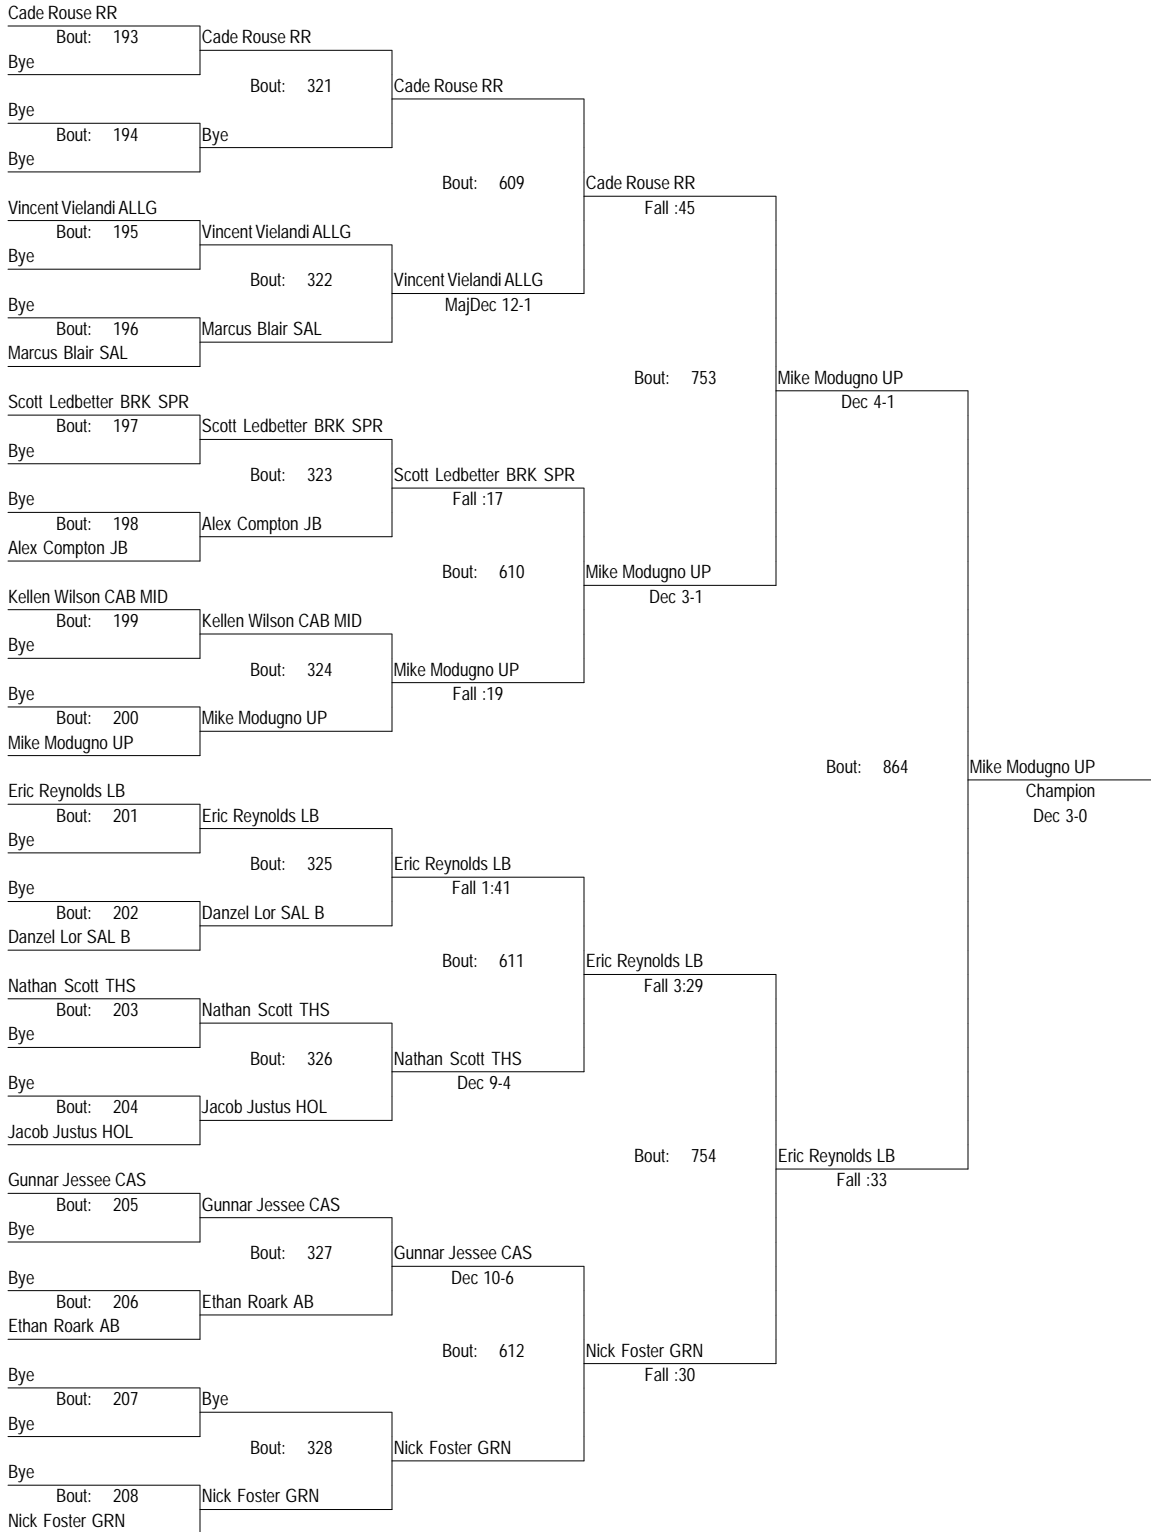 Cade Rouse RR
Bout: 193 Cade Rouse RR
Bye
Bout: 321 Cade Rouse RR
Bye
Bout: 194 Bye
Bye
Bout: 609 Cade Rouse RR
Vincent Vielandi ALLG Fall :45
Bout: 195 Vincent Vielandi ALLG
Bye
Bout: 322 Vincent Vielandi ALLG
Bye MajDec 12-1
Bout: 196 Marcus Blair SAL
Marcus Blair SAL
Bout: 753 Mike Modugno UP
Scott Ledbetter BRK SPR Dec 4-1
Bout: 197 Scott Ledbetter BRK SPR
Bye
Bout: 323 Scott Ledbetter BRK SPR
Bye Fall :17
Bout: 198 Alex Compton JB
Alex Compton JB
Bout: 610 Mike Modugno UP
Kellen Wilson CAB MID Dec 3-1
Bout: 199 Kellen Wilson CAB MID
Bye
Bout: 324 Mike Modugno UP
Bye Fall :19
Bout: 200 Mike Modugno UP
Mike Modugno UP
Bout: 864 Mike Modugno UP
Eric Reynolds LB Champion
Bout: 201 Eric Reynolds LB Dec 3-0
Bye
Bout: 325 Eric Reynolds LB
Bye Fall 1:41
Bout: 202 Danzel Lor SAL B
Danzel Lor SAL B
Bout: 611 Eric Reynolds LB
Nathan Scott THS Fall 3:29
Bout: 203 Nathan Scott THS
Bye
Bout: 326 Nathan Scott THS
Bye Dec 9-4
Bout: 204 Jacob Justus HOL
Jacob Justus HOL
Bout: 754 Eric Reynolds LB
Gunnar Jessee CAS Fall :33
Bout: 205 Gunnar Jessee CAS
Bye
Bout: 327 Gunnar Jessee CAS
Bye Dec 10-6
Bout: 206 Ethan Roark AB
Ethan Roark AB
Bout: 612 Nick Foster GRN
Bye Fall :30
Bout: 207 Bye
Bye
Bout: 328 Nick Foster GRN
Bye
Bout: 208 Nick Foster GRN
Nick Foster GRN